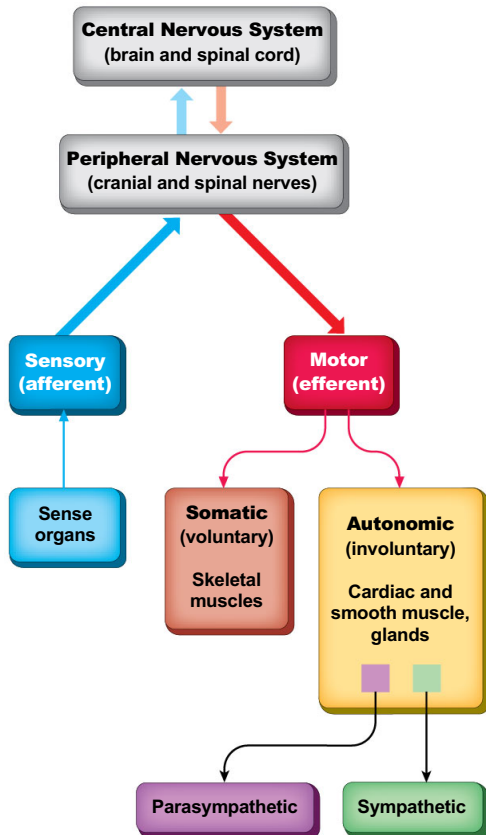 Central Nervous System
(brain and spinal cord)
Peripheral Nervous System
(cranial and spinal nerves)
Sensory
(afferent)
Motor
(efferent)
Sense
organs
Somatic
(voluntary)
Skeletal
muscles
Autonomic
(involuntary)
Cardiac and
smooth muscle,
glands
Parasympathetic
Sympathetic